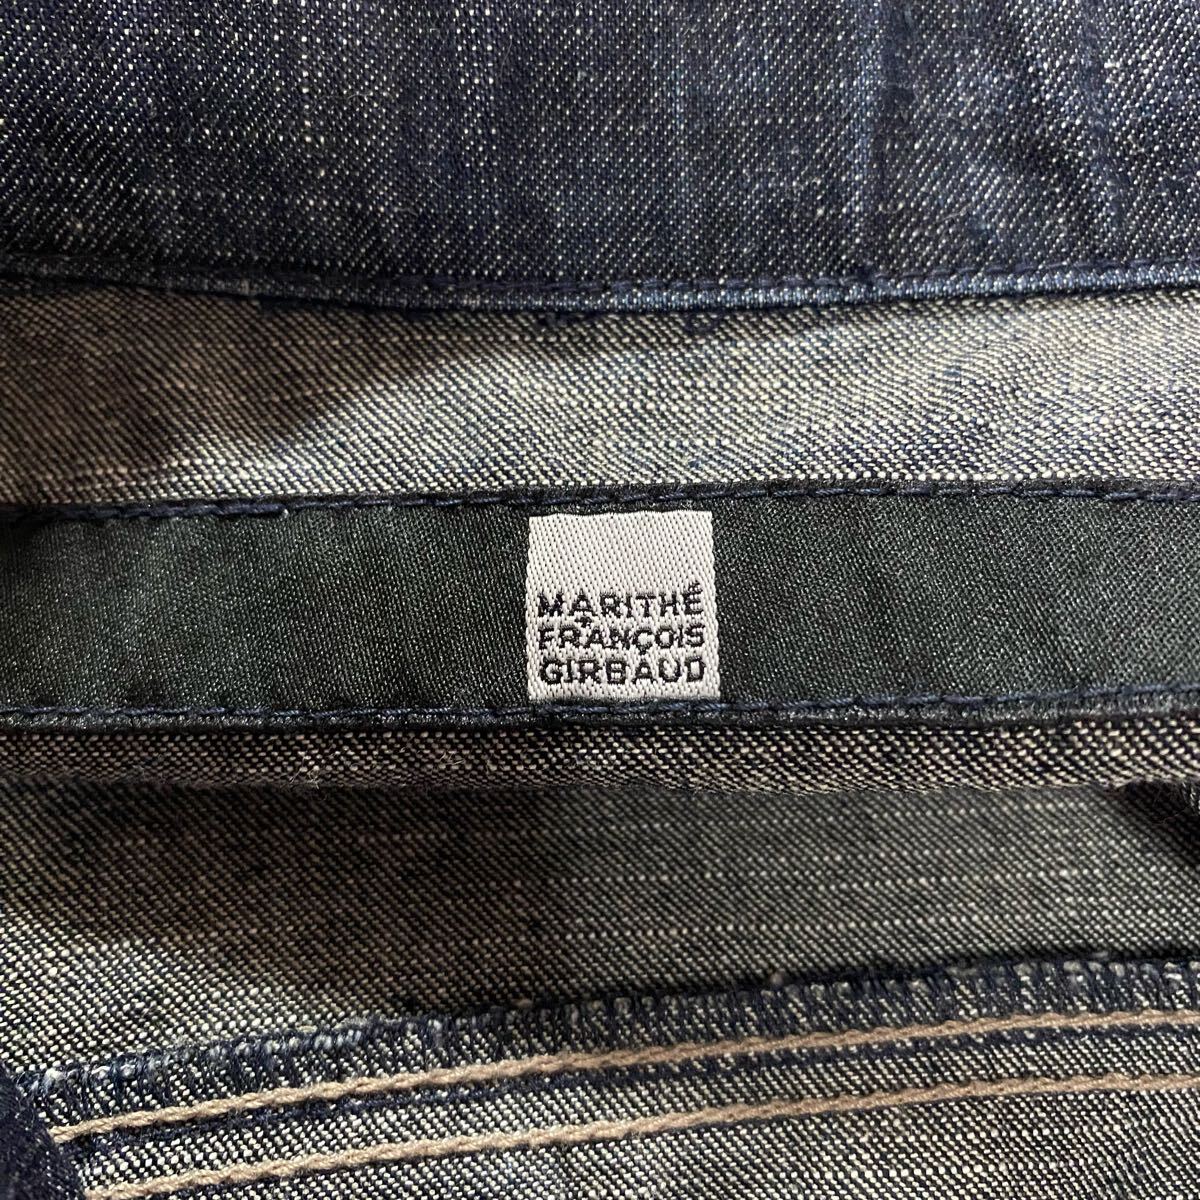 MARITHÉ
+
FRANÇOIS
GIRBAUD